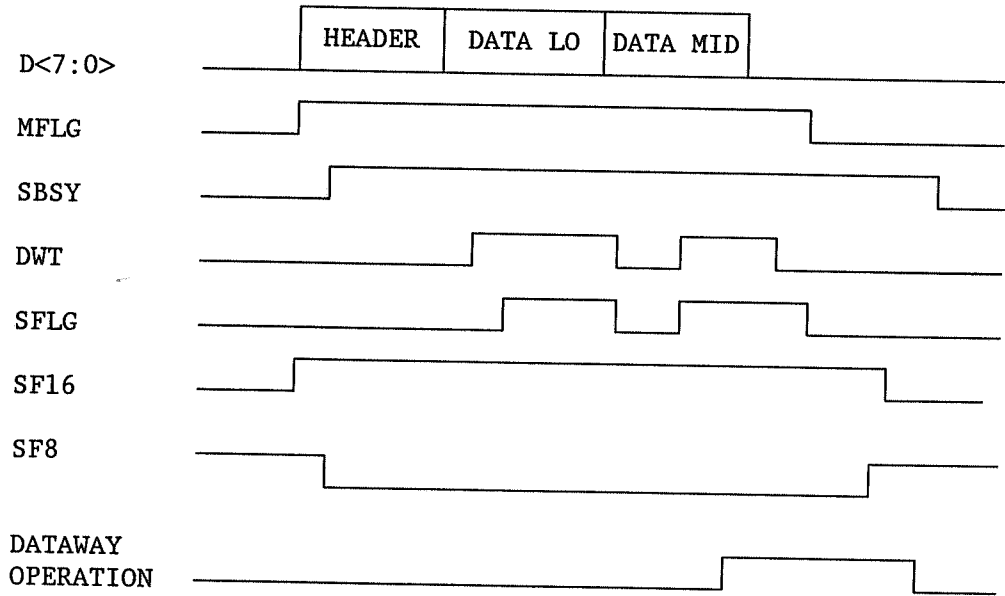 HEADER DATA LO DATA MID
D<7:0>
MFLG
SBSY
DWT
SFLG
SF16
SF8
DATAWAY
OPERATION